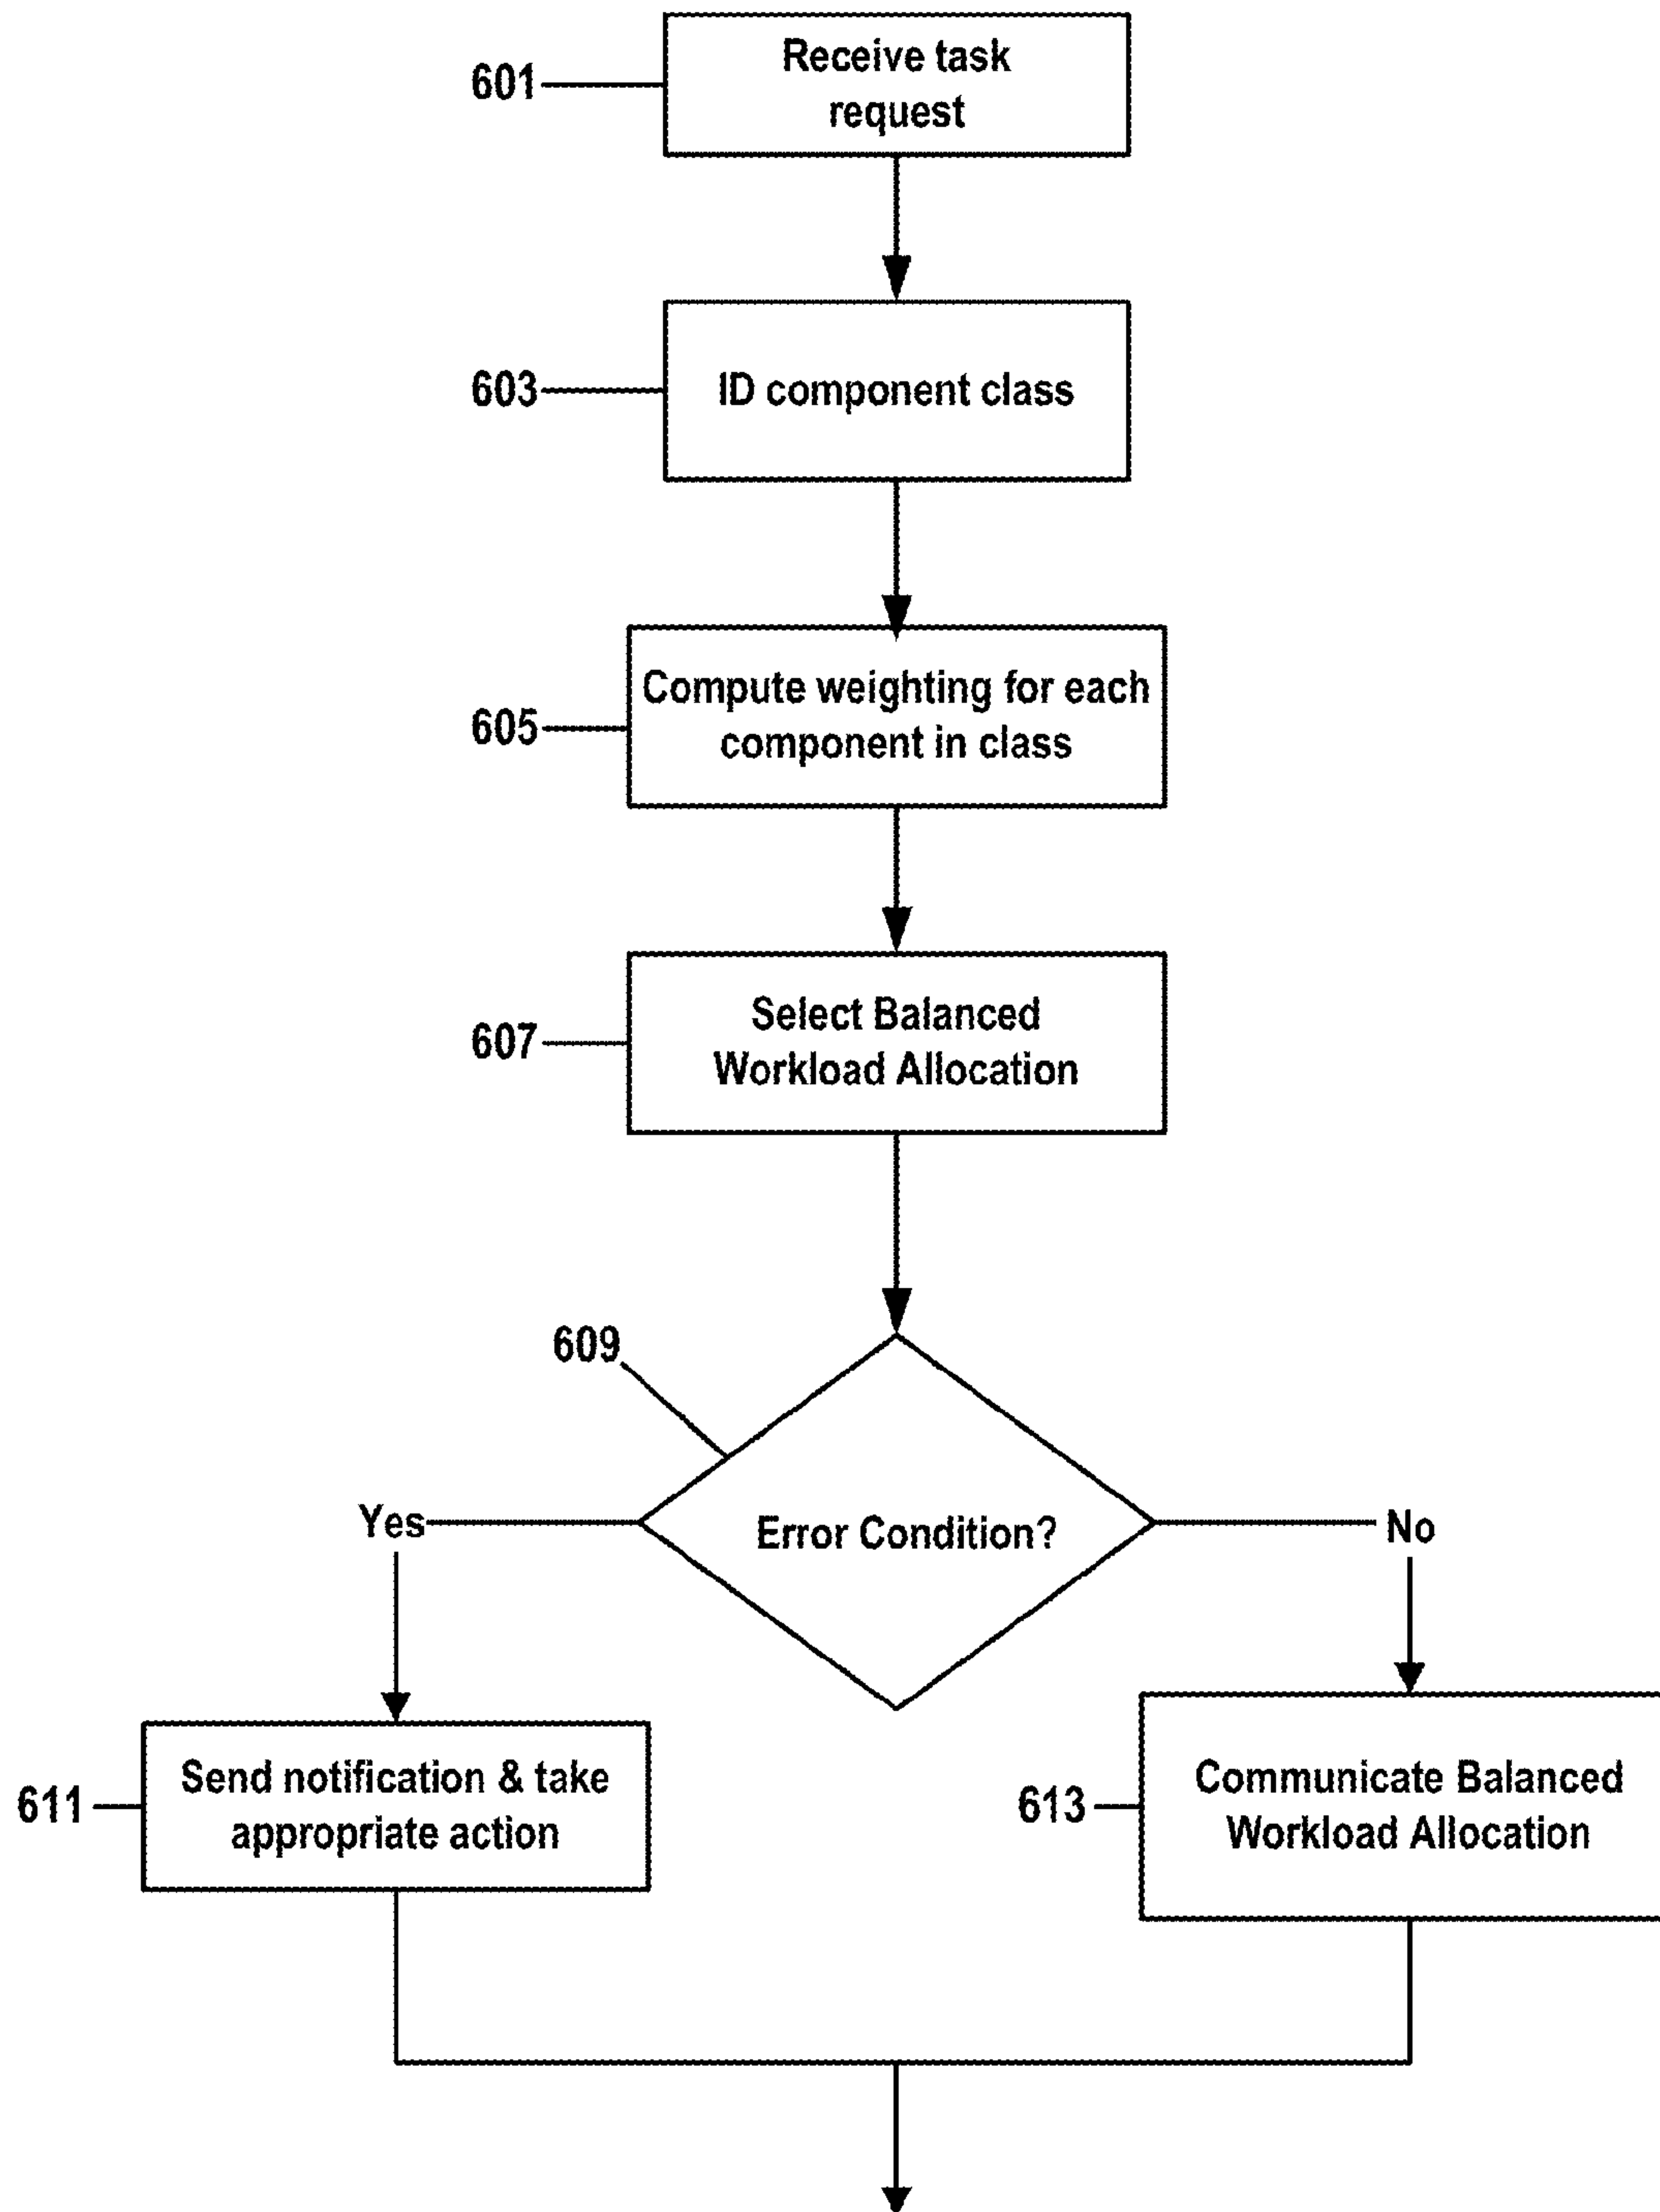 Receive task
request
601
ID component class
603
Compute weighting for each
component in class
605
Select Balanced
Workload Allocation
607
609
Error Condition?
Yes
No
Send notification & take
appropriate action
611
Communicate Balanced
Workload Allocation
613